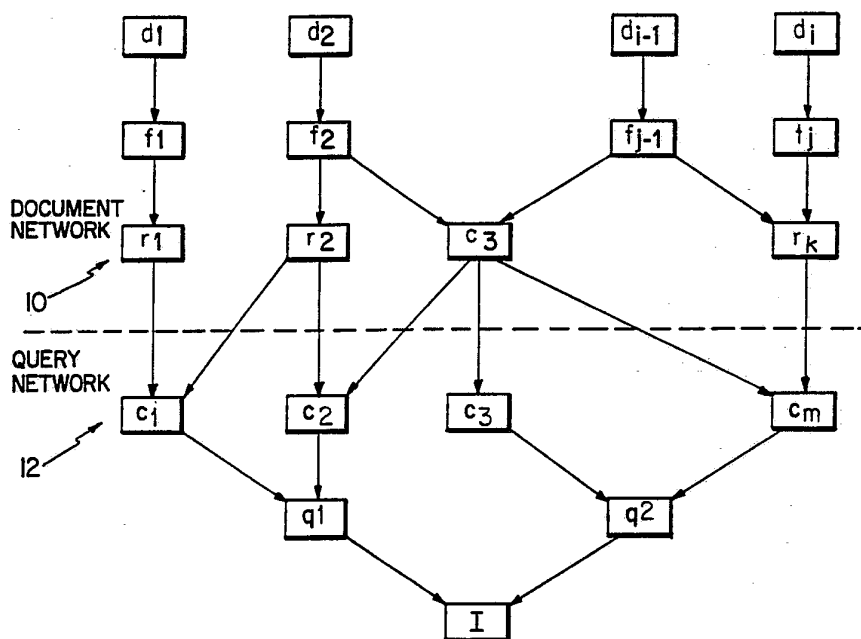 d1 d2 di-1 di
f1 f2 fj-1 tj
DOCUMENT
NETWORK
r1 r2 c3 rk
10
QUERY
NETWORK
ci c2 c3 cm
12
q1 q2
I